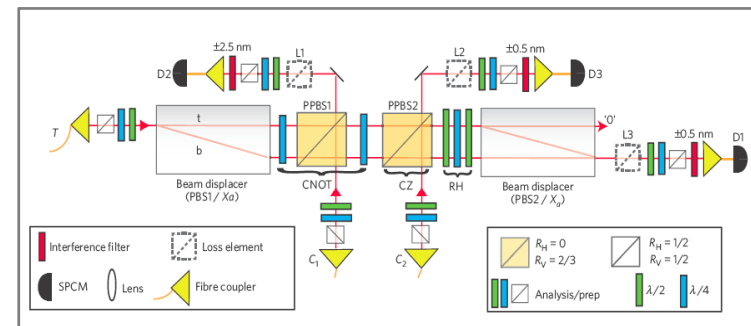 ±2.5 nm
L1
L2
±0.5 nm
D2
D3
PPBS1
PPBS2
T
t
b
'0'
L3
±0.5 nm
D1
Beam displacer
(PBS1/ Xa)
CNOT
CZ
RH
Beam displacer
(PBS2/ Xa)
C1
C2
Interference filter
Loss element
SPCM
Lens
Fibre coupler
RH = 0
RV = 2/3
RH = 1/2
RV = 1/2
Analysis/prep
λ/2
λ/4